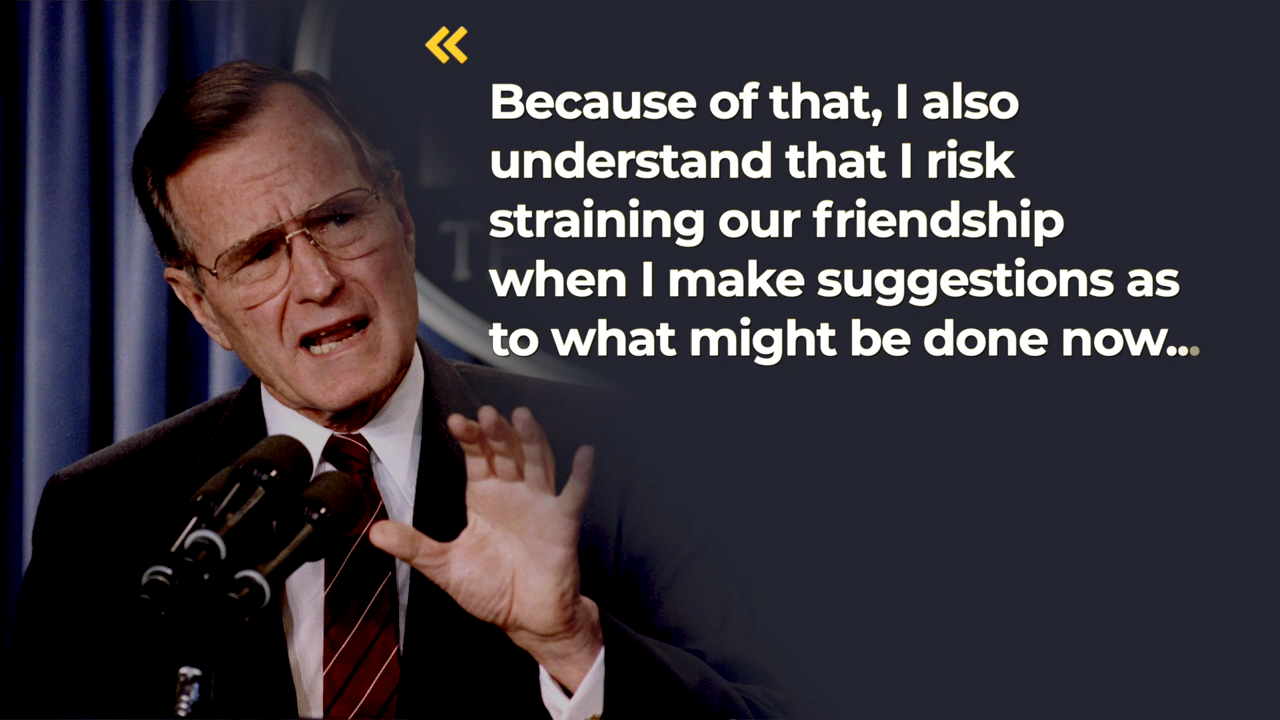 «
Because of that, I also
understand that I risk
straining our friendship
when I make suggestions as
to what might be done now...